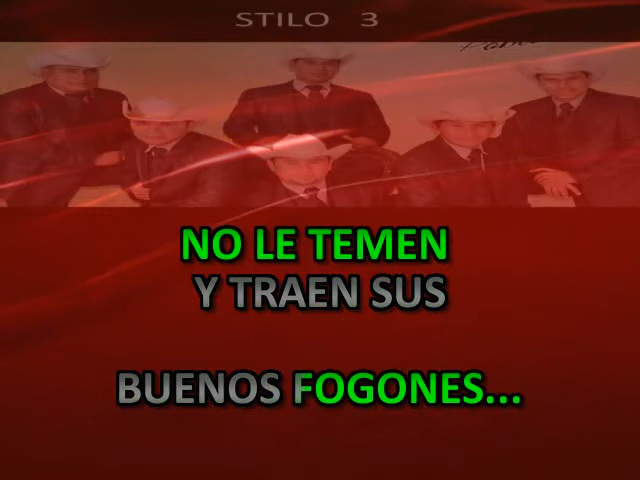 STILO 3
NO LE TEMEN
Y TRAEN SUS
BUENOS FOGONES...